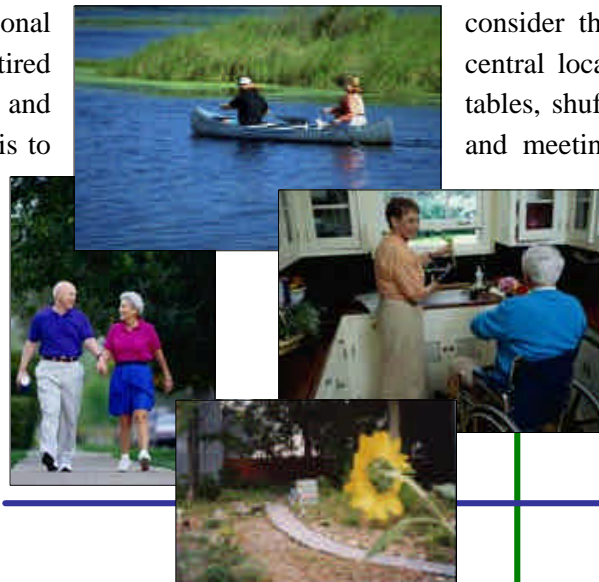 onal
tired
and
is to
consider th
central loca
tables, shuf
and meetin